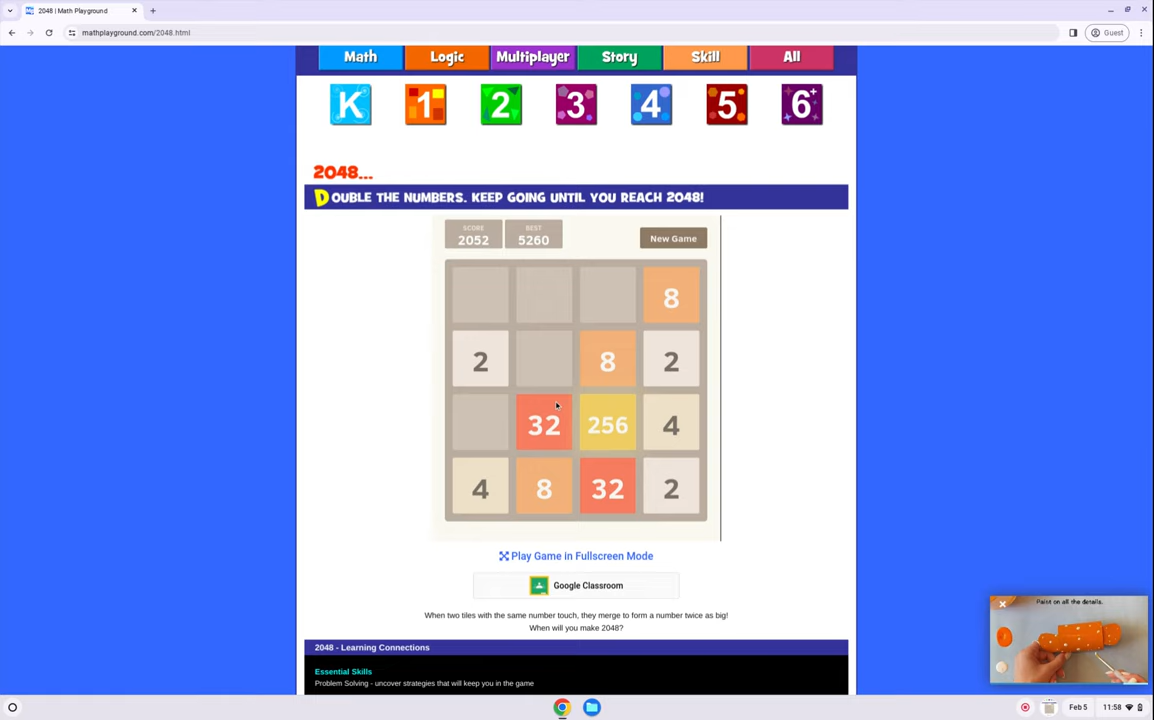 2048 | Math Playground
mathplayground.com/2048.html
Guest
Math Logic Multiplayer Story Skill All
K 1 2 3 4 5 6
2048...
DOUBLE THE NUMBERS. KEEP GOING UNTIL YOU REACH 2048!
SCORE BEST
2052 5260 New Game
8
2 8 2
32 256 4
4 8 32 2
Play Game in Fullscreen Mode
Google Classroom
When two tiles with the same number touch, they merge to form a number twice as big!
When will you make 2048?
2048 - Learning Connections
Essential Skills
Problem Solving - uncover strategies that will keep you in the game
Paint on all the details.
Feb 5 11:58